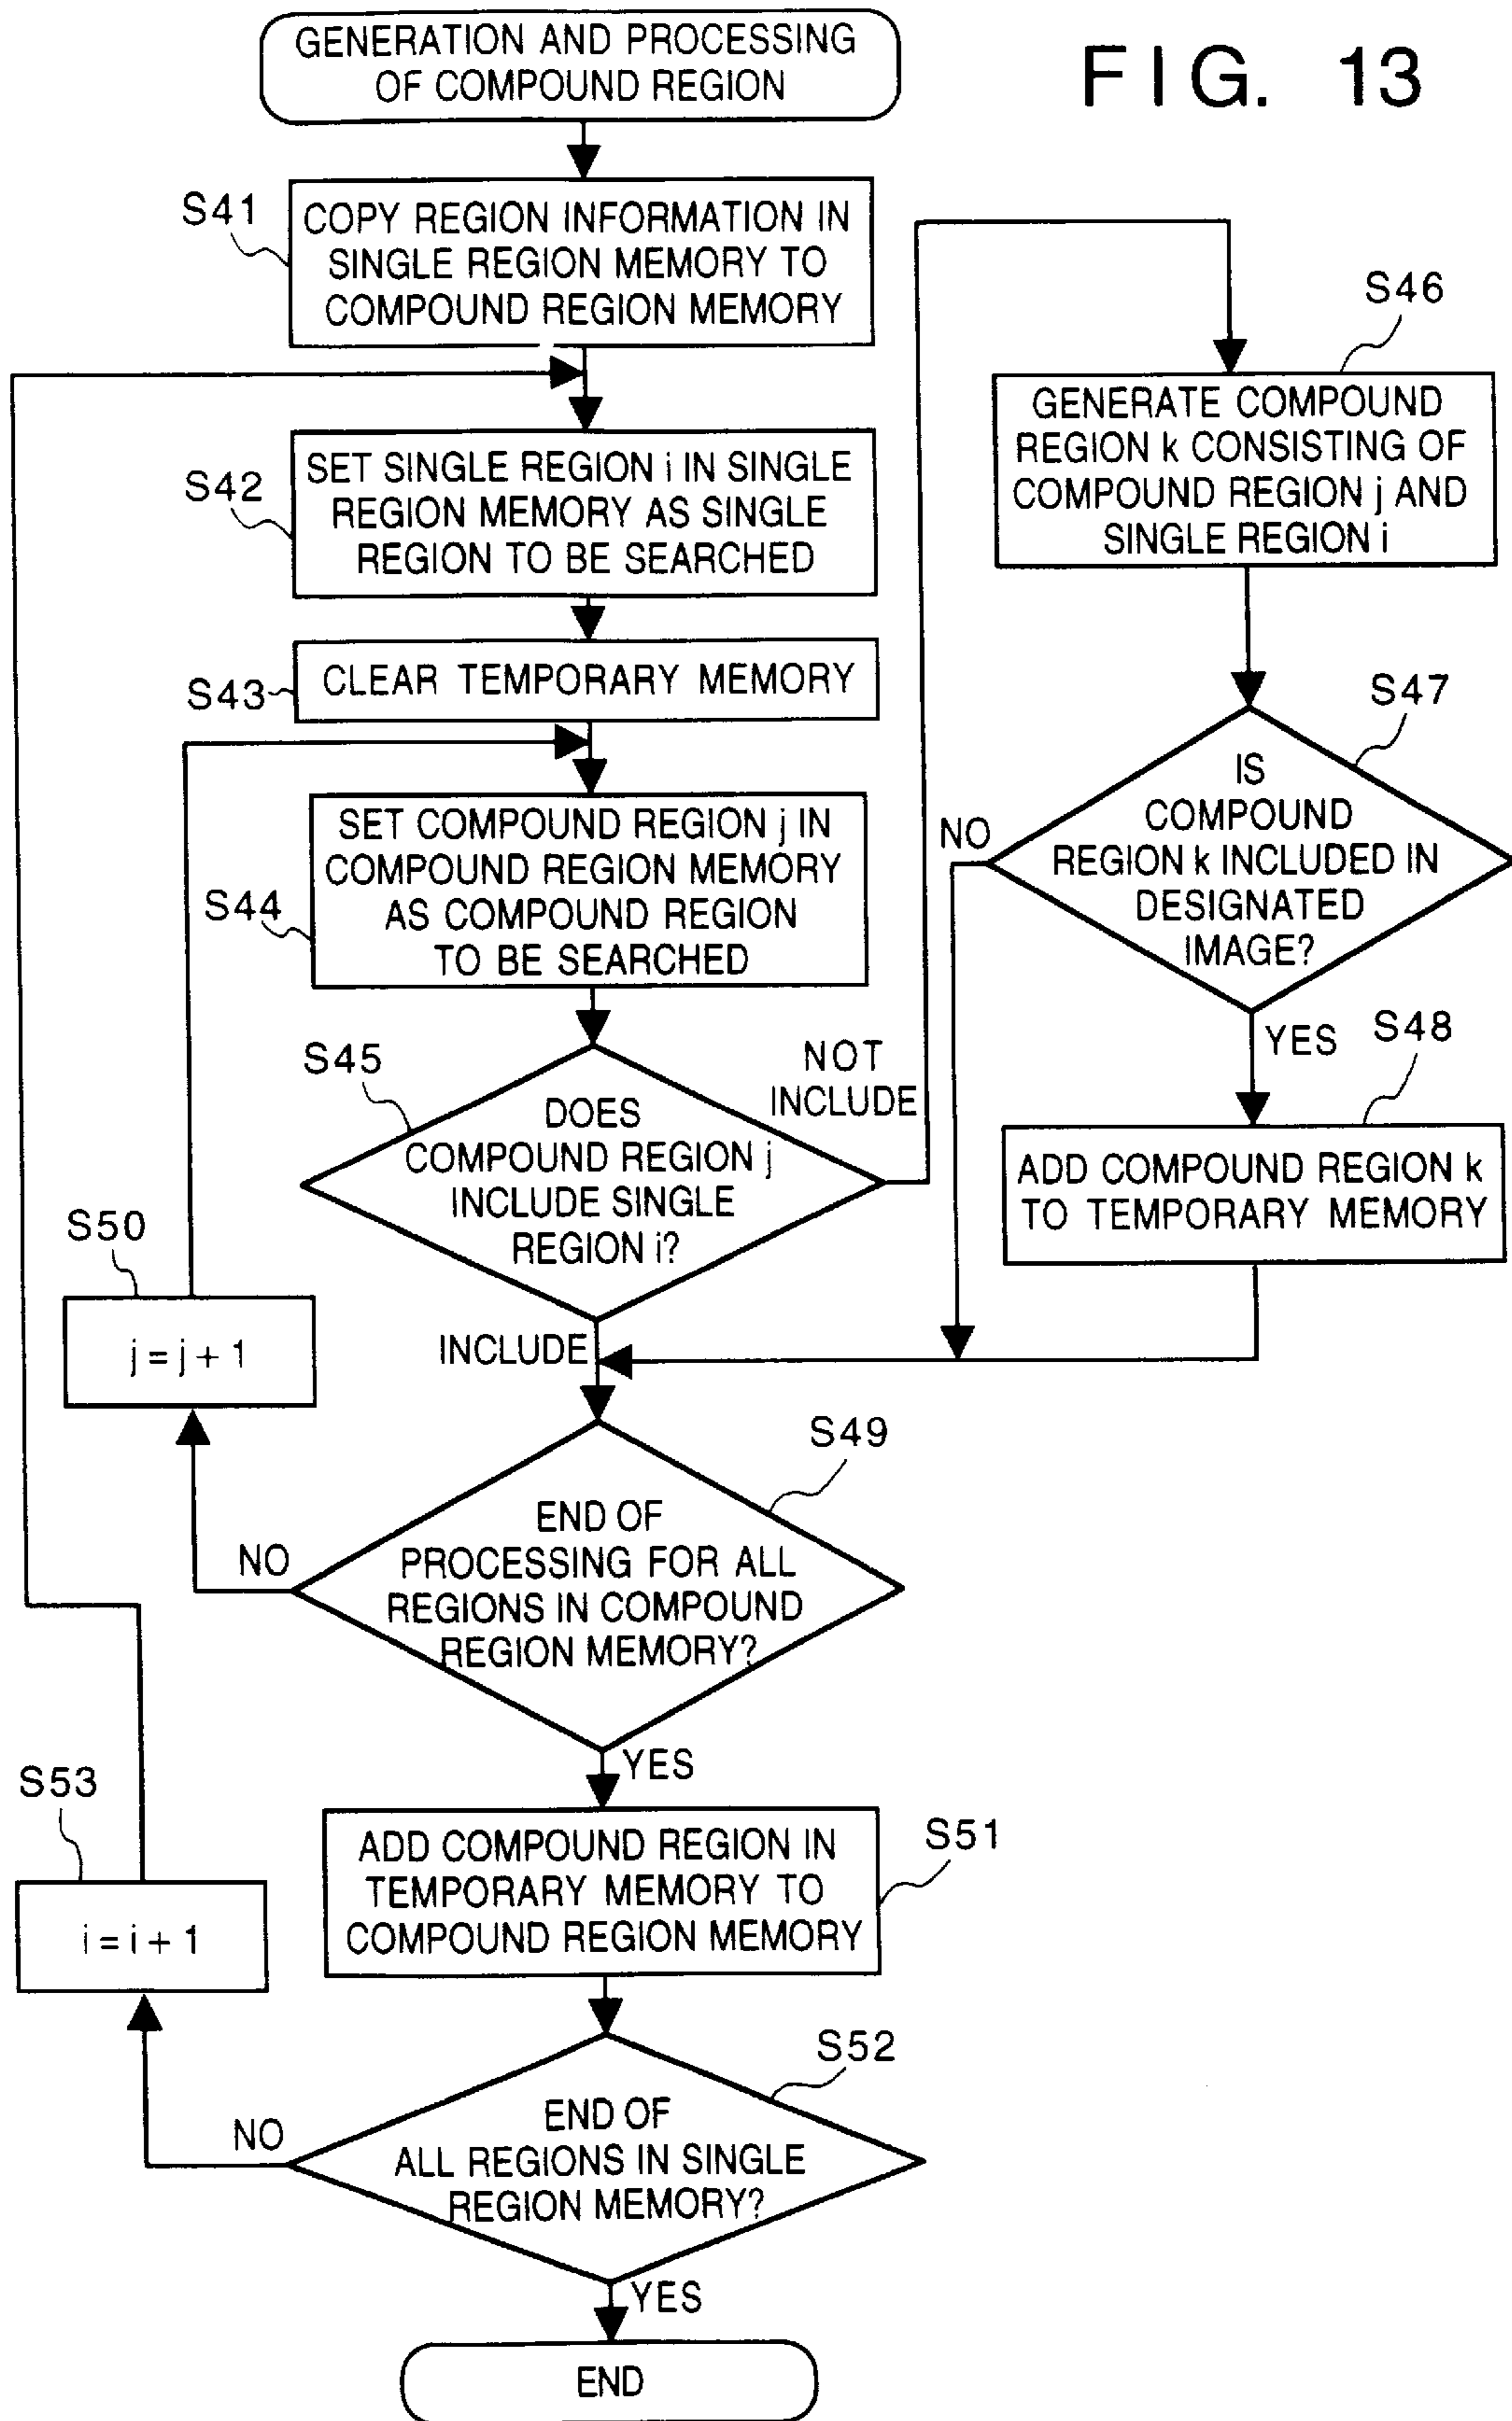 GENERATION AND PROCESSING
OF COMPOUND REGION
FIG. 13
S41
COPY REGION INFORMATION IN
SINGLE REGION MEMORY TO
COMPOUND REGION MEMORY
S42
SET SINGLE REGION i IN SINGLE
REGION MEMORY AS SINGLE
REGION TO BE SEARCHED
S43
CLEAR TEMPORARY MEMORY
S44
SET COMPOUND REGION j IN
COMPOUND REGION MEMORY
AS COMPOUND REGION
TO BE SEARCHED
S45
DOES
COMPOUND REGION j
INCLUDE SINGLE
REGION i?
NOT
INCLUDE
INCLUDE
S46
GENERATE COMPOUND
REGION k CONSISTING OF
COMPOUND REGION j AND
SINGLE REGION i
S47
IS
COMPOUND
REGION k INCLUDED IN
DESIGNATED
IMAGE?
NO
YES
S48
ADD COMPOUND REGION k
TO TEMPORARY MEMORY
S49
END OF
PROCESSING FOR ALL
REGIONS IN COMPOUND
REGION MEMORY?
NO
S50
j = j + 1
YES
S51
ADD COMPOUND REGION IN
TEMPORARY MEMORY TO
COMPOUND REGION MEMORY
S52
END OF
ALL REGIONS IN SINGLE
REGION MEMORY?
NO
S53
i = i + 1
YES
END